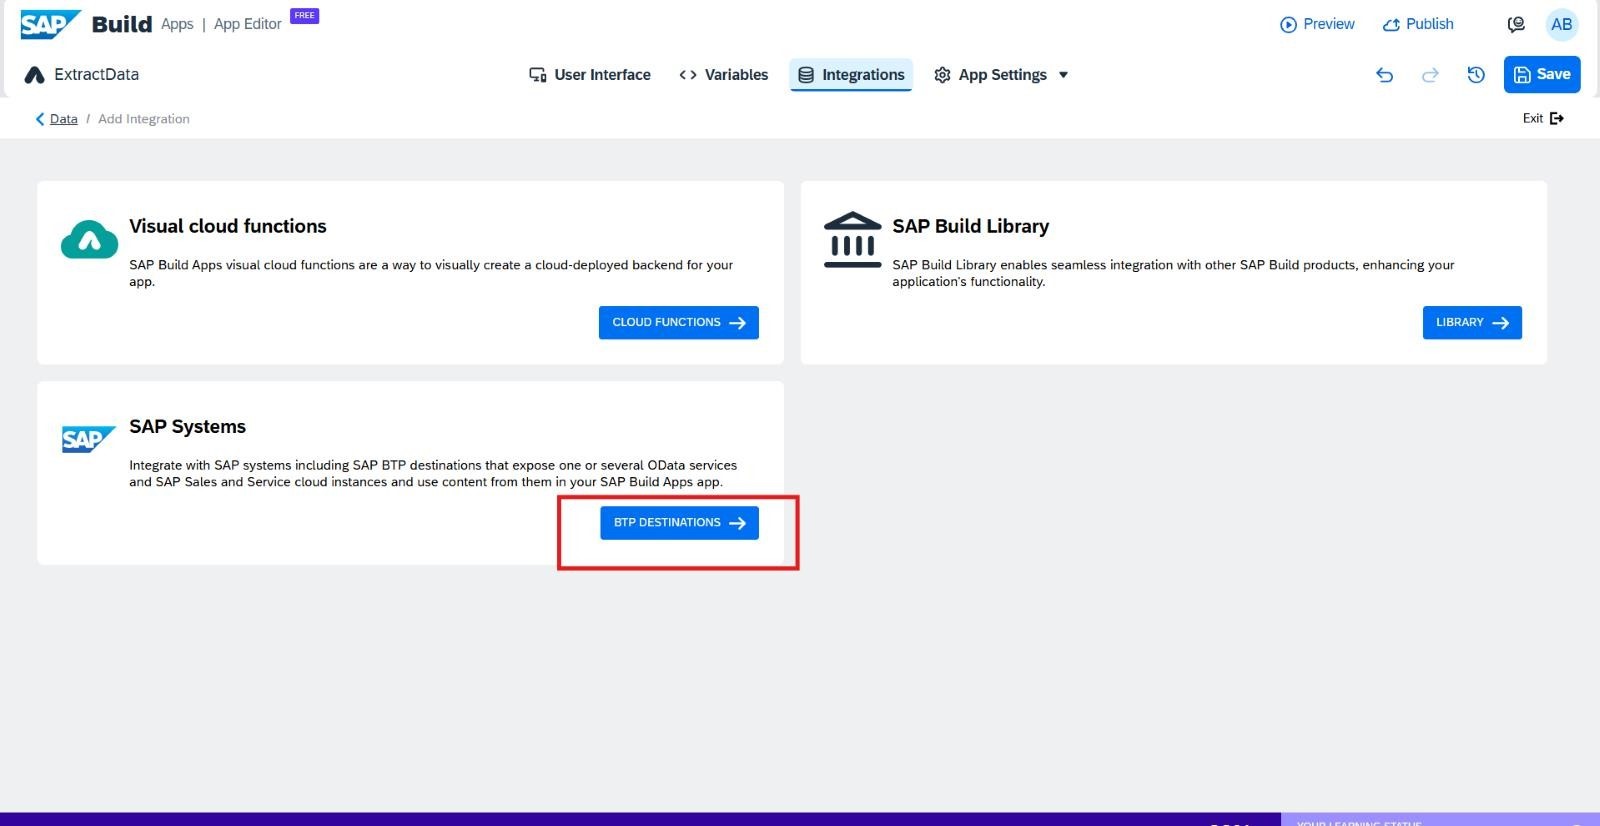 SAP Build Apps | App Editor FREE
Preview Publish AB
ExtractData User Interface Variables Integrations App Settings Save
Data / Add Integration Exit
Visual cloud functions
SAP Build Apps visual cloud functions are a way to visually create a cloud-deployed backend for your
app.
CLOUD FUNCTIONS
SAP Build Library
SAP Build Library enables seamless integration with other SAP Build products, enhancing your
application's functionality.
LIBRARY
SAP
SAP Systems
Integrate with SAP systems including SAP BTP destinations that expose one or several OData services
and SAP Sales and Service cloud instances and use content from them in your SAP Build Apps app.
BTP DESTINATIONS
YOUR LEARNING STATUS